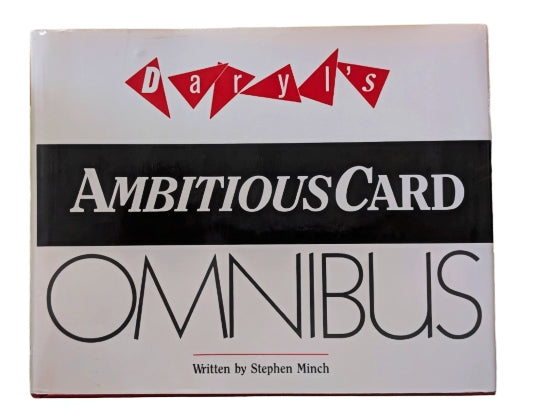 Daryl's
AMBITIOUS CARD
OMNIBUS
Written by Stephen Minch